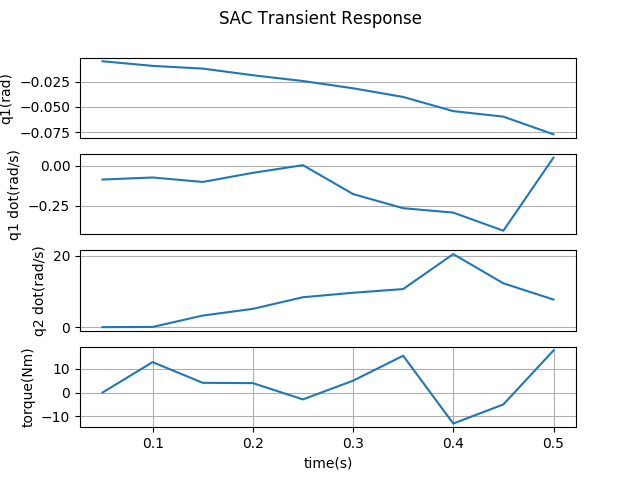 SAC Transient Response
q1(rad)
−0.025
−0.050
−0.075
q1 dot(rad/s)
0.00
−0.25
q2 dot(rad/s)
20
0
torque(Nm)
10
0
−10
0.1 0.2 0.3 0.4 0.5
time(s)